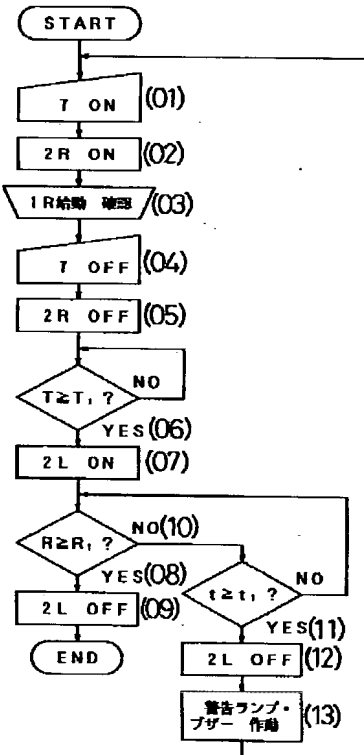 START
7 ON (01)
2R ON (02)
1R始動 確認 (03)
7 OFF (04)
2R OFF (05)
T≧T₁ ?
NO
YES (06)
2L ON (07)
R≧R₁ ?
NO (10)
YES (08)
2L OFF (09)
END
t≧t₁ ?
NO
YES (11)
2L OFF (12)
警告ランプ・
ブザー 作動 (13)